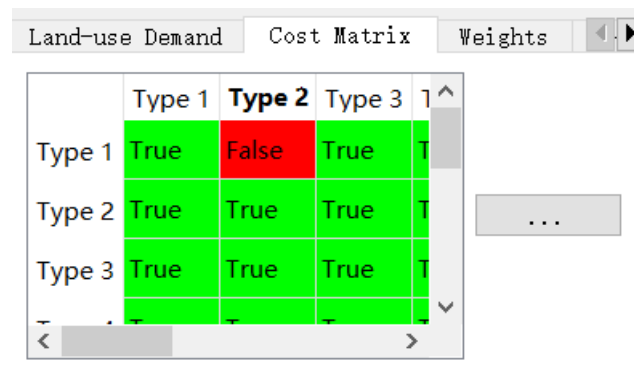 Land-use Demand Cost Matrix Weights
Type 1 Type 2 Type 3
Type 1 True False True
Type 2 True True True
...
Type 3 True True True